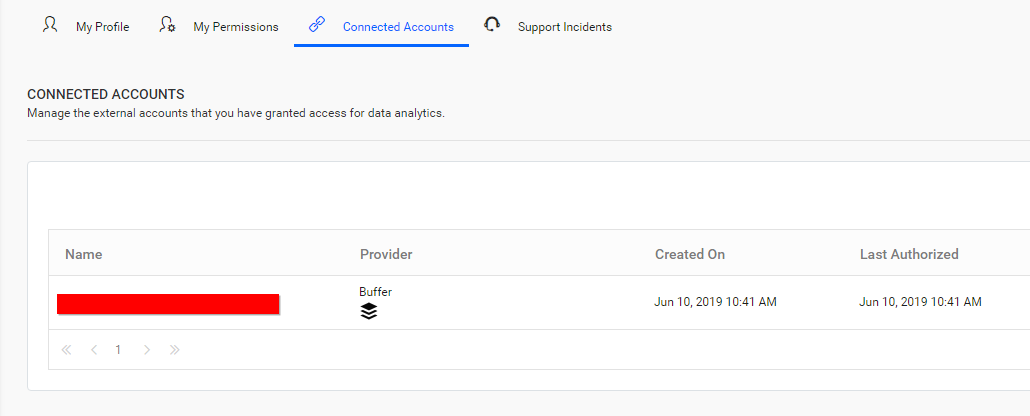 My Profile My Permissions Connected Accounts Support Incidents
CONNECTED ACCOUNTS
Manage the external accounts that you have granted access for data analytics.
Name Provider Created On Last Authorized
Buffer
Jun 10, 2019 10:41 AM Jun 10, 2019 10:41 AM
1